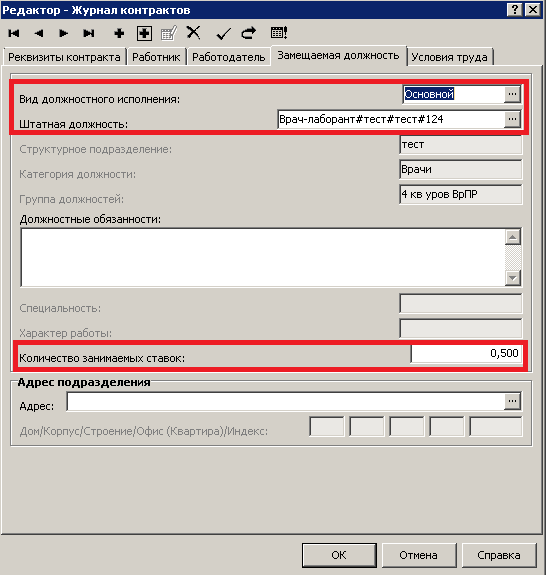 Редактор - Журнал контрактов
Реквизиты контракта Работник Работодатель Замещаемая должность Условия труда
Вид должностного исполнения: Основной ...
Штатная должность: Врач-лаборант#тест#тест#124 ...
Структурное подразделение: тест
Категория должности: Врачи
Группа должностей: 4 кв уров ВрПР
Должностные обязанности:
Специальность:
Характер работы:
Количество занимаемых ставок: 0,500
Адрес подразделения
Адрес: ...
Дом/Корпус/Строение/Офис (Квартира)/Индекс:
ОК Отмена Справка